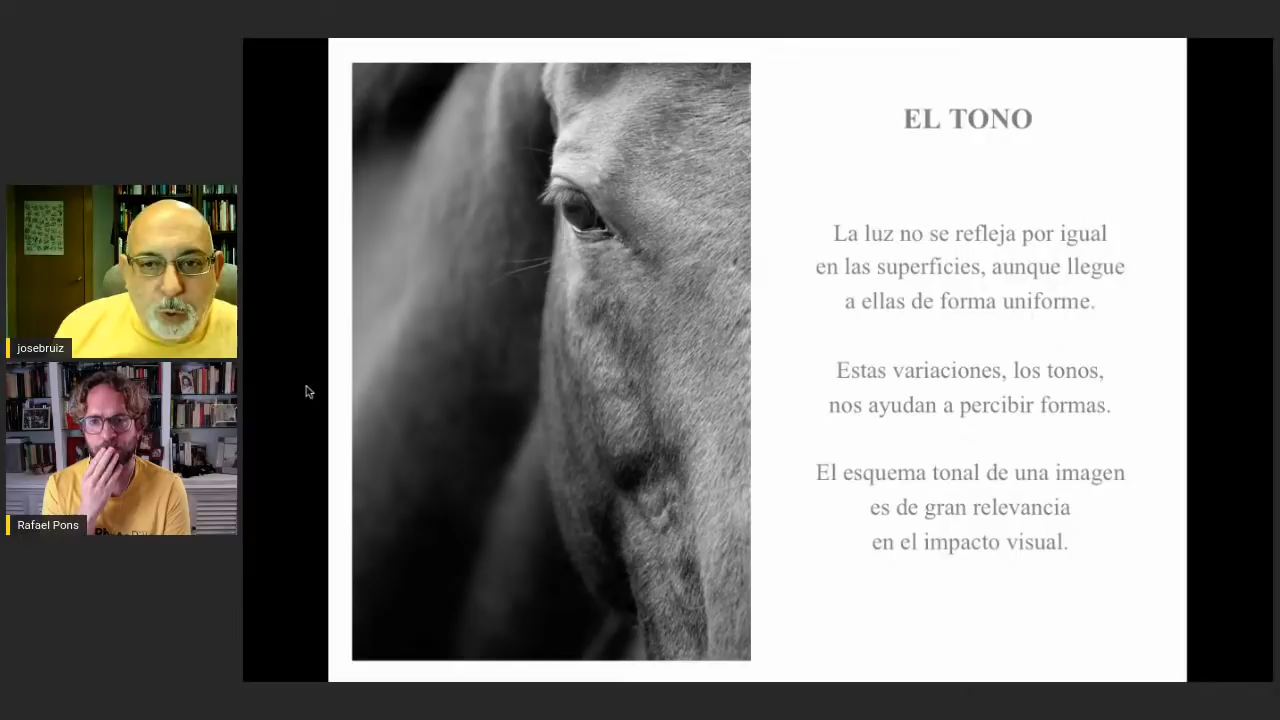 EL TONO
La luz no se refleja por igual
en las superficies, aunque llegue
a ellas de forma uniforme.
Estas variaciones, los tonos,
nos ayudan a percibir formas.
El esquema tonal de una imagen
es de gran relevancia
en el impacto visual.
josebruiz
Rafael Pons